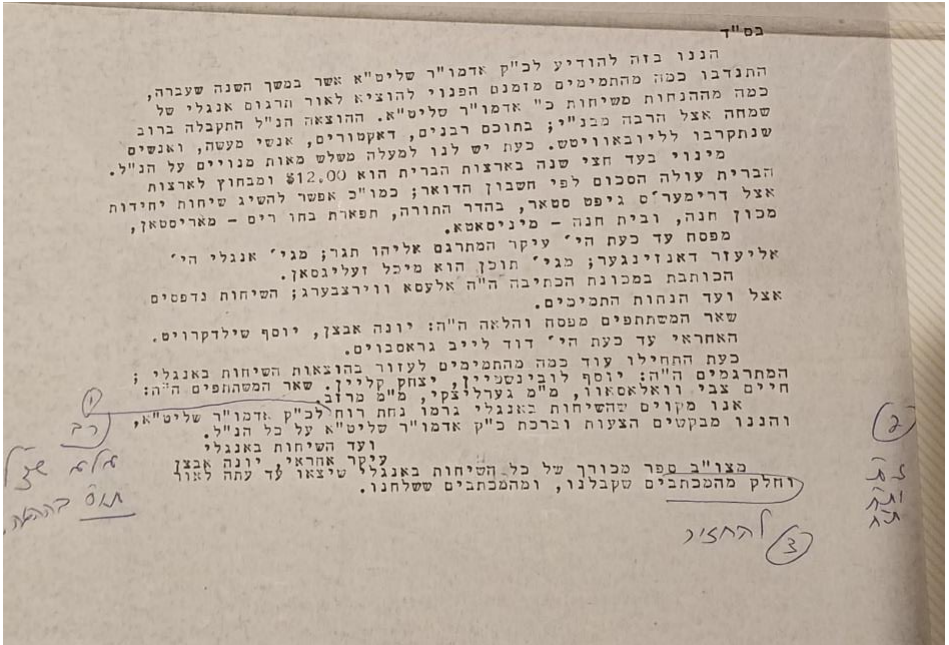 בס"ד
הננו בזה להודיע לכ"ק אדמו"ר שליט"א אשר במשך השנה שעברה,
התנדבו כמה מהתמימים מזמנם הפנוי להוציא לאור תרגום אנגלי של
כמה מההנחות משיחות כ" אדמו"ר שליט"א. ההוצאה הנ"ל התקבלה ברוב
שמחה אצל הרבה מבנ"י; בתוכם רבנים, דאקטורים, אנשי מעשה, ואנשים
שנתקרבו לליובאוויטש. כעת יש לנו למעלה משלש מאות מנויים על הנ"ל.
מינוי בעד חצי שנה בארצות הברית הוא $12.00 ומבחוץ לארצות
הברית עולה הסכום לפי חשבון הדואר; כמו"כ אפשר להשיג שיחות יחידות
אצל דרימער'ס גיפט סטאר, בהדר התורה, תפארת בחורים - מאריסטאן,
מכון חנה, ובית חנה - מיניסאטא.
מפסח עד כעת הי' עיקר המתרגם אליהו תגר; מגי' אנגלי הי'
אליעזר דאנזינגער; מגי' תוכן הוא מיכל זעליגסאן.
הכותבת במכונת הכתיבה ה"ה אלעסא ווירצבערג; השיחות נדפסים
אצל ועד הנחות התמימים.
שאר המשתתפים מפסח והלאה ה"ה: יונה אבצן, יוסף שילדקרויט.
האחראי עד כעת הי' דוד לייב גראסבוים.
כעת התחילו עוד כמה מהתמימים לעזור בהוצאות השיחות באנגלי;
המתרגמים ה"ה: יוסף לובינשטיין, יצחק קליין. שאר המשתתפים ה"ה:
חיים צבי וואלאסאוו, מ"מ גערליצקי, מ"מ מרוזב.
אנו מקוים שהשיחות באנגלי גרמו נחת רוח לכ"ק אדמו"ר שליט"א,
והננו מבקשים הצעות וברכת כ"ק אדמו"ר שליט"א על כל הנ"ל.
ועד השיחות באנגלי
עיקר אחראי, יונה אבצן
מצו"ב ספר מכורך של כל השיחות באנגלי שיצאו עד עתה לאור
וחלק מהמכתבים שקבלנו, ומהמכתבים ששלחנו.
1
2
3 להחזיר